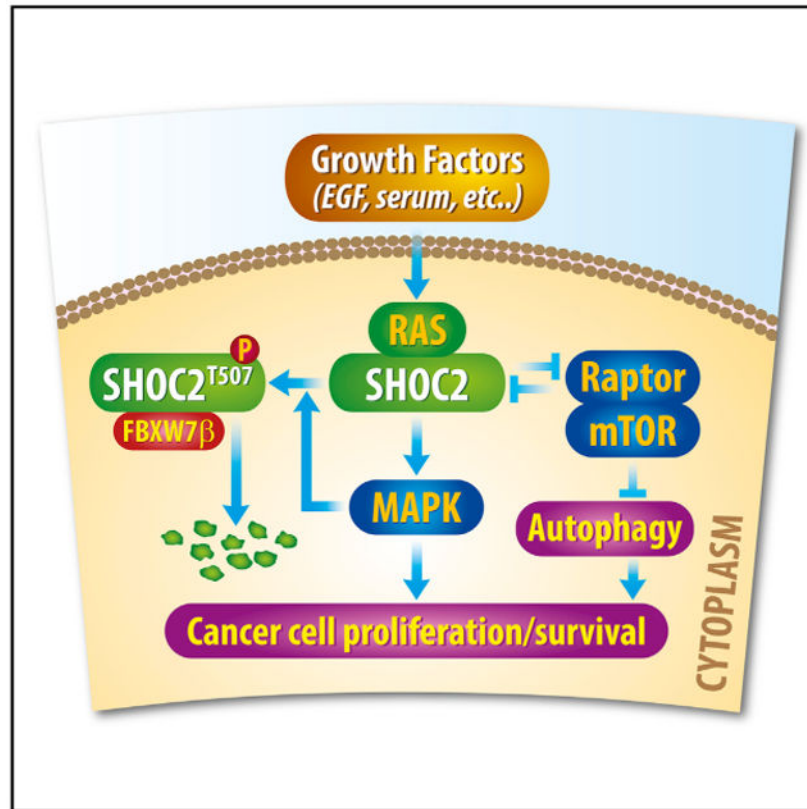 Growth Factors
(EGF, serum, etc..)
RAS
SHOC2
P
SHOC2T507
FBXW7β
Raptor
mTOR
MAPK
Autophagy
Cancer cell proliferation/survival
CYTOPLASM